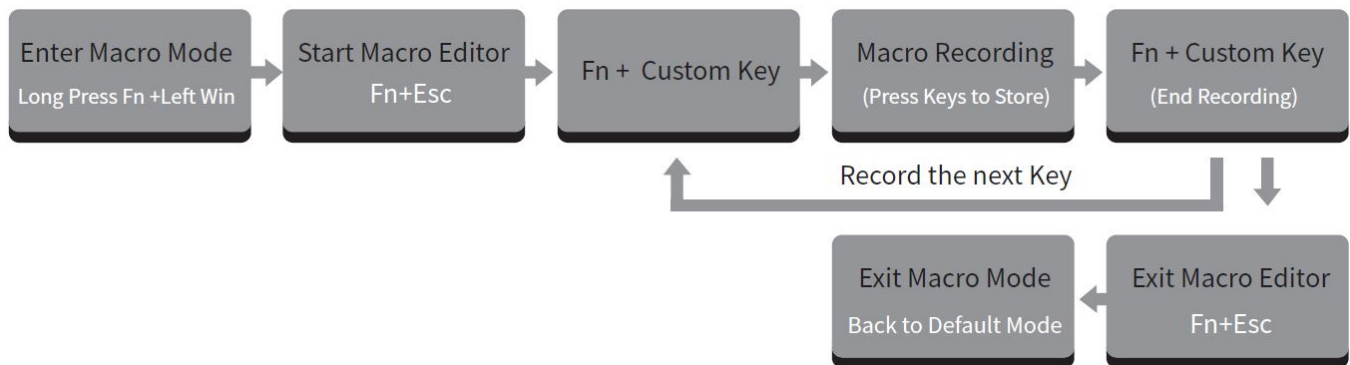 Enter Macro Mode
Long Press Fn +Left Win
Start Macro Editor
Fn+Esc
Fn + Custom Key
Macro Recording
(Press Keys to Store)
Fn + Custom Key
(End Recording)
Record the next Key
Exit Macro Mode
Back to Default Mode
Exit Macro Editor
Fn+Esc